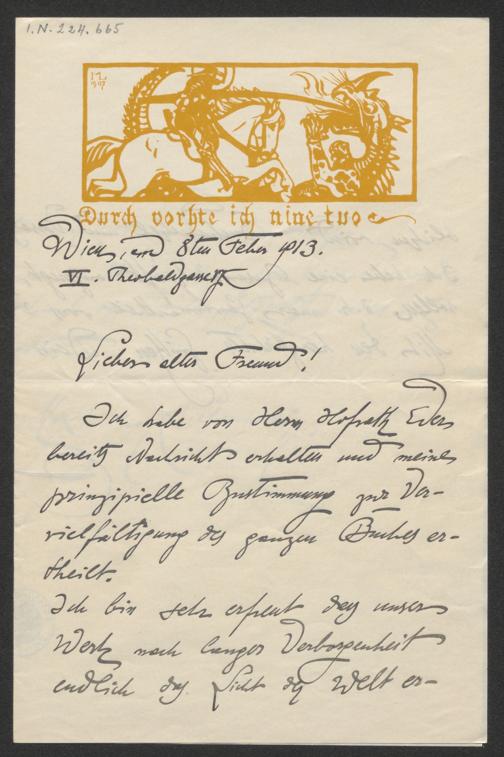 I.N. 224.665
Durch vorhte ich nine tuo
Wien, am 8ten Feber 913.
VI. Theobaldgasse
Lieber alter Freund!
Ich habe von Herrn Hofrath Eder
bereits Nachricht erhalten und meine
prinzipielle Zustimmung zur Ver-
vielfältigung des ganzen Buches er-
theilt.
Ich bin sehr erfreut daß unser
Werk nach langer Verborgenheit
endlich das Licht der Welt er-